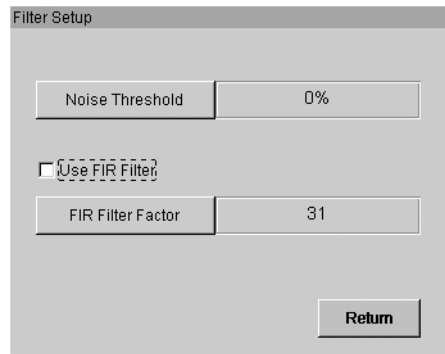 Filter Setup
Noise Threshold 0%
Use FIR Filter
FIR Filter Factor 31
Return